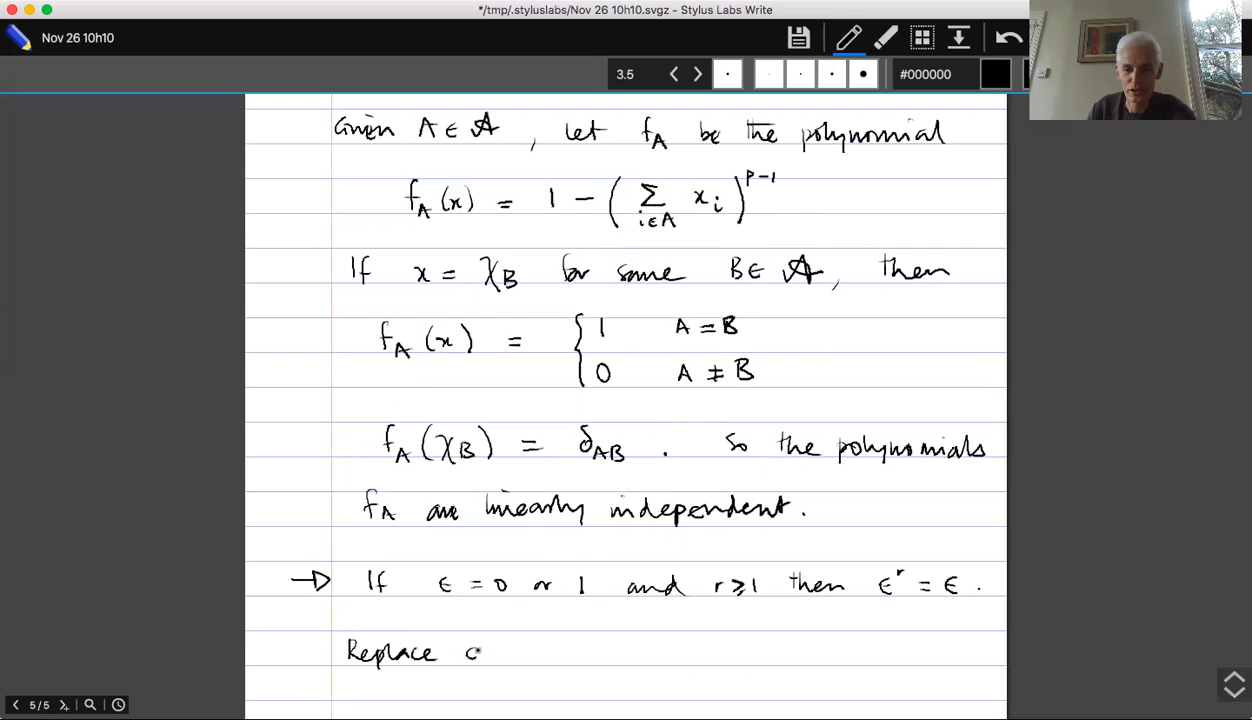 */tmp/.styluslabs/Nov 26 10h10.svgz - Stylus Labs Write
Nov 26 10h10
3.5
#000000
Given A ∈ 𝒜, let f_A be the polynomial
f_A(x) = 1 - (∑_{i∈A} x_i)^{p-1}
If x = χ_B for some B ∈ 𝒜, then
f_A(x) = { 1 A = B
0 A ≠ B
f_A(χ_B) = δ_{AB}. So the polynomials
f_A are linearly independent.
→ If ϵ = 0 or 1 and r ⩾ 1 then ϵ^r = ϵ.
Replace
5/5